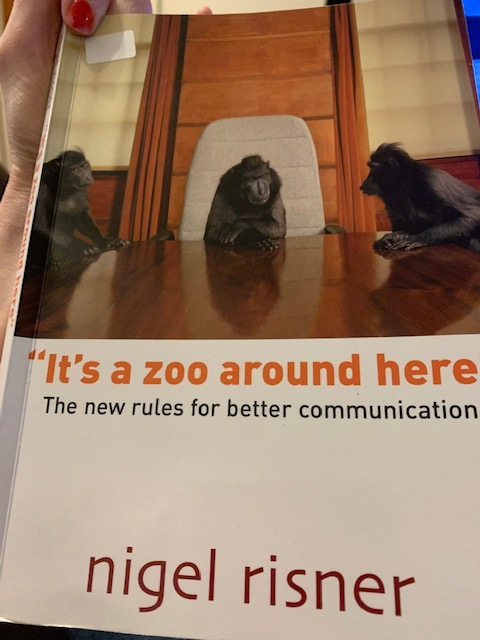 “It's a zoo around here
The new rules for better communication
nigel risner